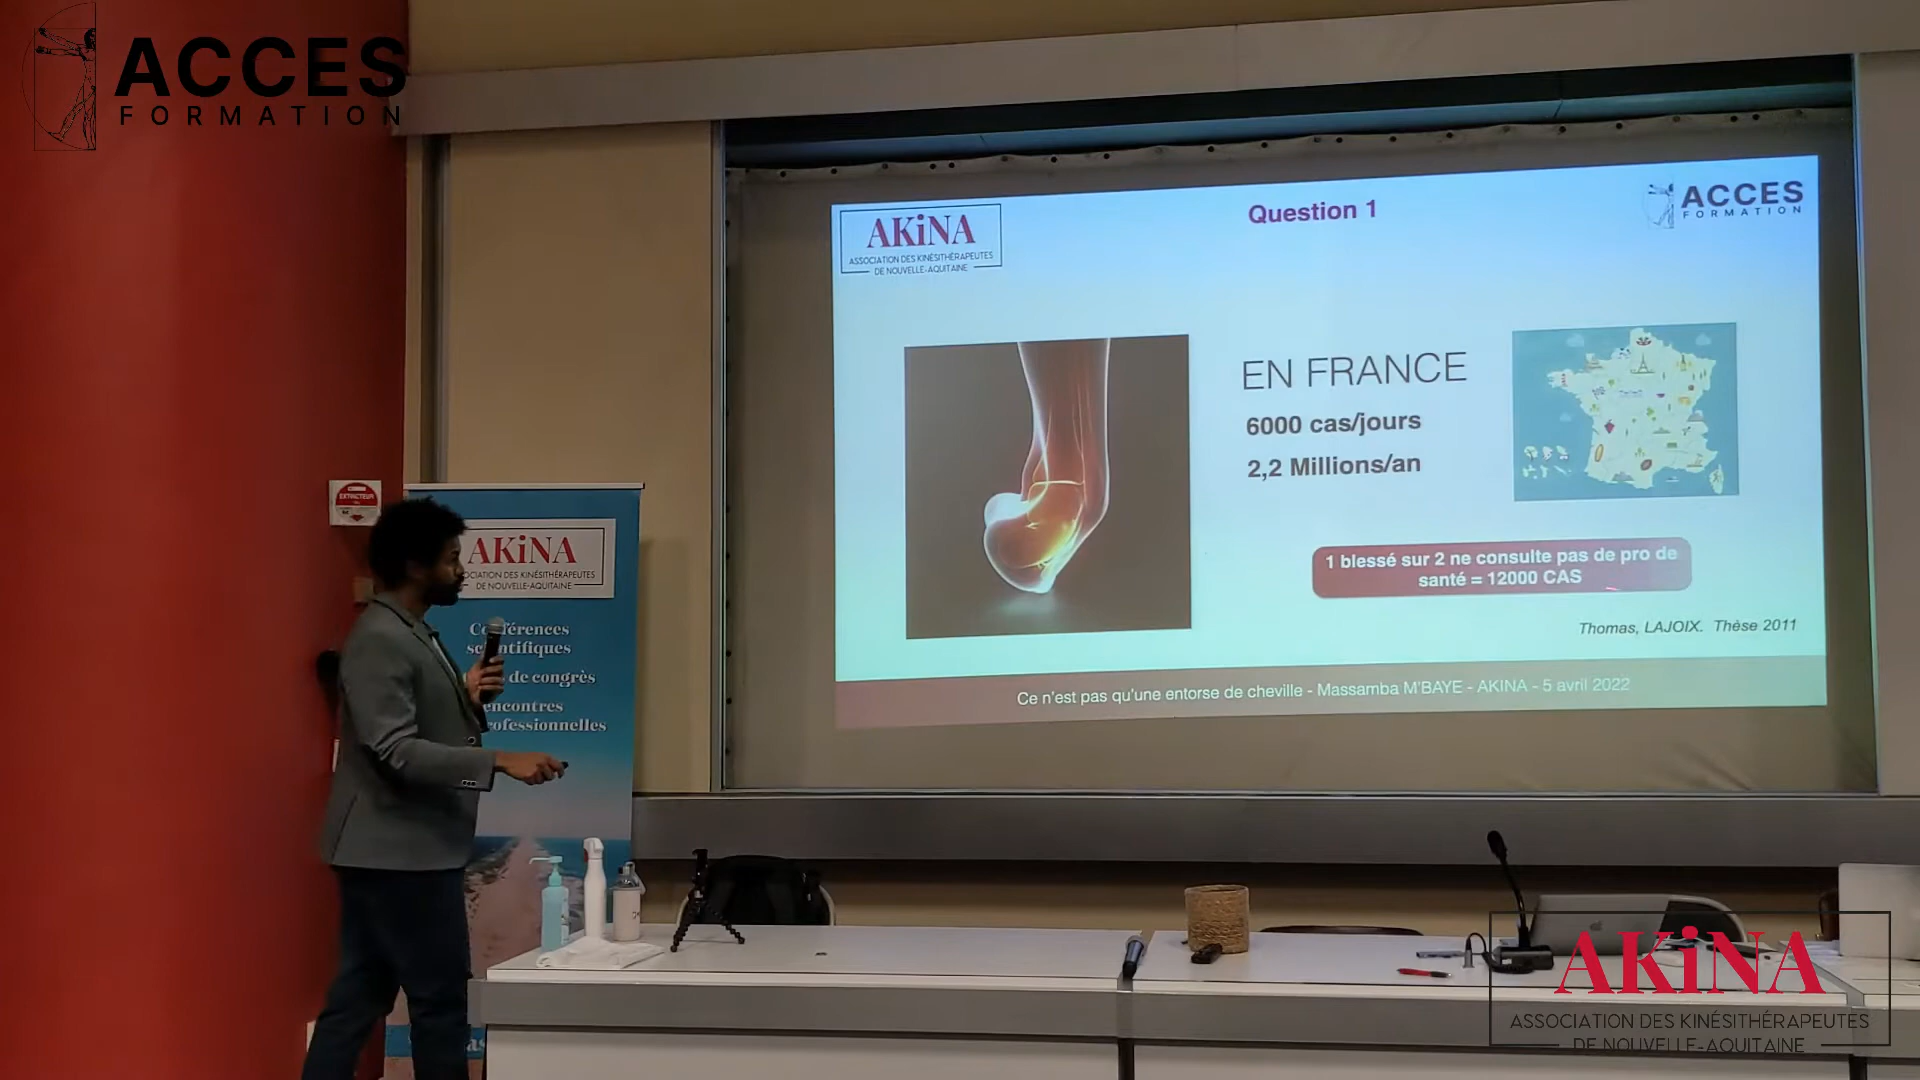 ACCES
FORMATION
AKiNA
ASSOCIATION DES KINÉSITHÉRAPEUTES
DE NOUVELLE-AQUITAINE
Question 1
ACCES
FORMATION
EN FRANCE
6000 cas/jours
2,2 Millions/an
1 blessé sur 2 ne consulte pas de pro de
santé = 12000 CAS
Thomas, LAJOIX. Thèse 2011
Ce n'est pas qu'une entorse de cheville - Massamba M'BAYE - AKINA - 5 avril 2022
EXTRACTEUR
AKiNA
DES KINÉSITHÉRAPEUTES
DE NOUVELLE-AQUITAINE
de congrès
AKiNA
ASSOCIATION DES KINÉSITHÉRAPEUTES
DE NOUVELLE-AQUITAINE